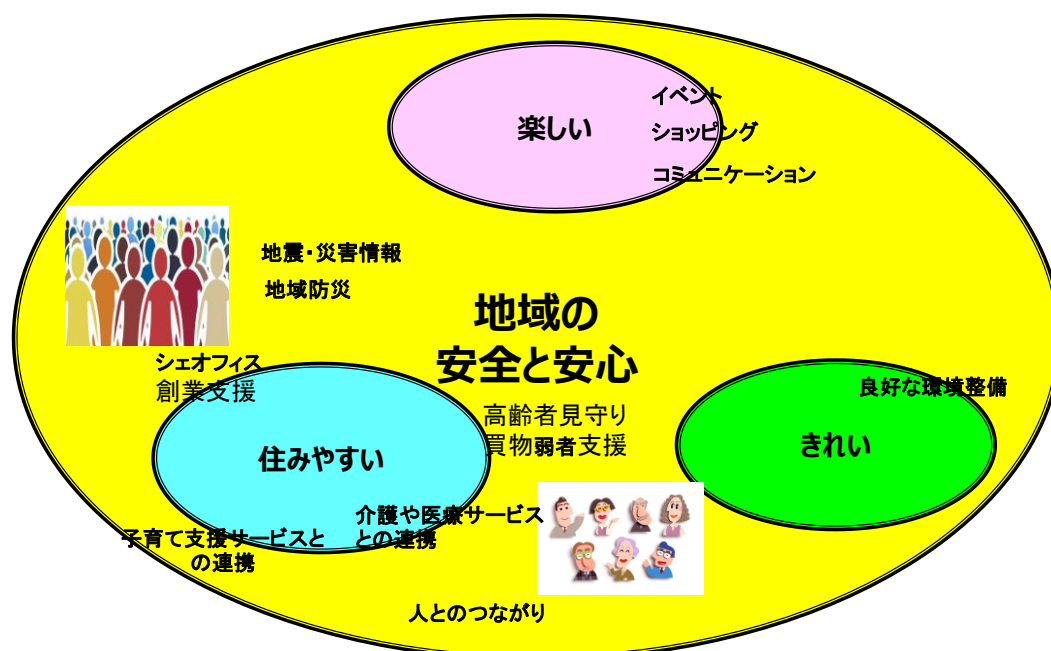 楽しい
イベント
ショッピング
コミュニケーション
地震・災害情報
地域防災
地域の
安全と安心
高齢者見守り
買物弱者支援
シェオフィス
創業支援
住みやすい
良好な環境整備
きれい
介護や医療サービス
との連携
子育て支援サービスと
の連携
人とのつながり